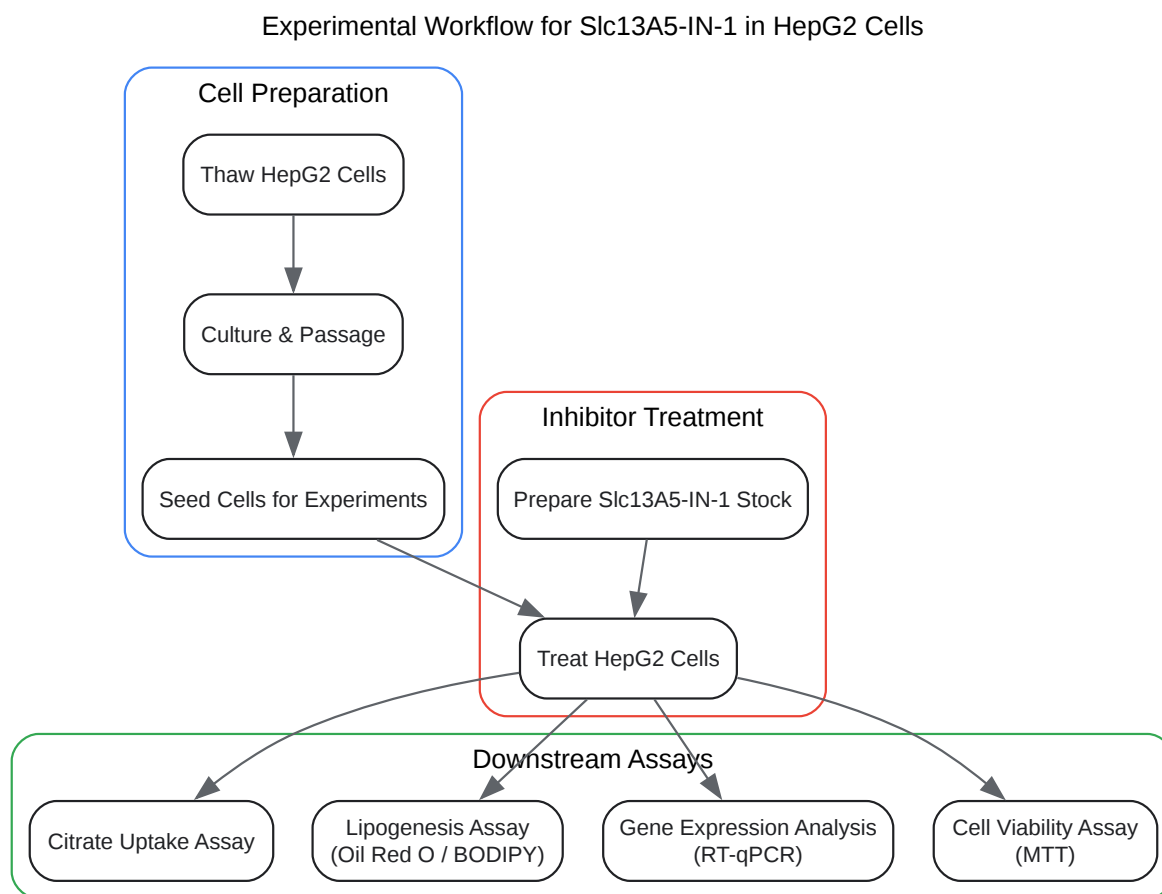 Experimental Workflow for Slc13A5-IN-1 in HepG2 Cells
Cell Preparation
Thaw HepG2 Cells
Culture & Passage
Inhibitor Treatment
Seed Cells for Experiments
Prepare Slc13A5-IN-1 Stock
Treat HepG2 Cells
Downstream Assays
Citrate Uptake Assay
Lipogenesis Assay
(Oil Red O / BODIPY)
Gene Expression Analysis
(RT-qPCR)
Cell Viability Assay
(MTT)